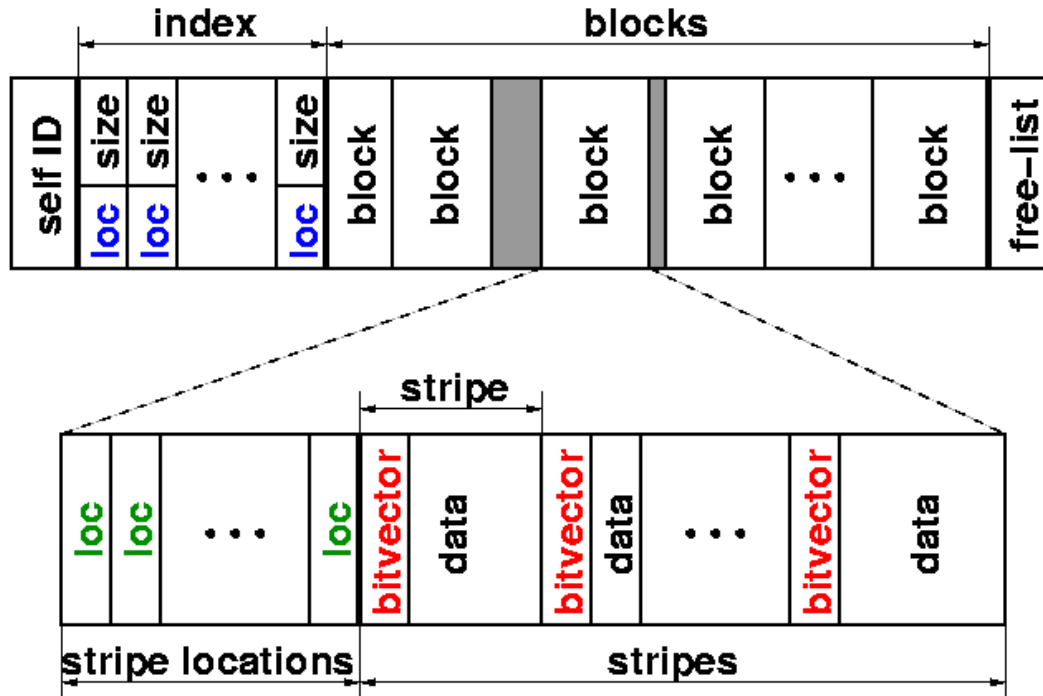 index blocks
self ID size size • • • size block block block block • • • block free-list
loc loc loc
stripe
loc loc • • • loc bitvector data bitvector data • • • bitvector data
stripe locations stripes